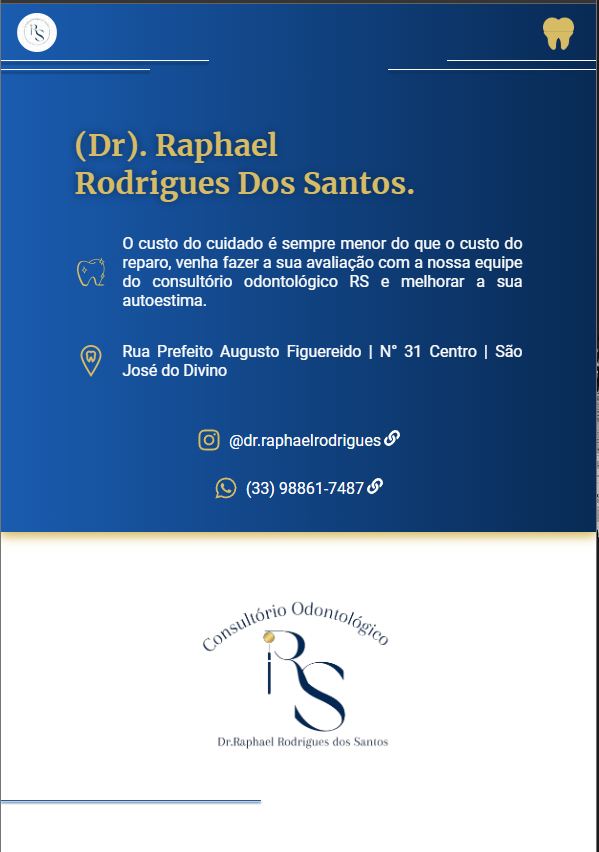 RS
(Dr). Raphael
Rodrigues Dos Santos.
O custo do cuidado é sempre menor do que o custo do
reparo, venha fazer a sua avaliação com a nossa equipe
do consultório odontológico RS e melhorar a sua
autoestima.
Rua Prefeito Augusto Figuereido | N° 31 Centro | São
José do Divino
@dr.raphaelrodrigues
(33) 98861-7487
Consultório Odontológico
RS
Dr.Raphael Rodrigues dos Santos